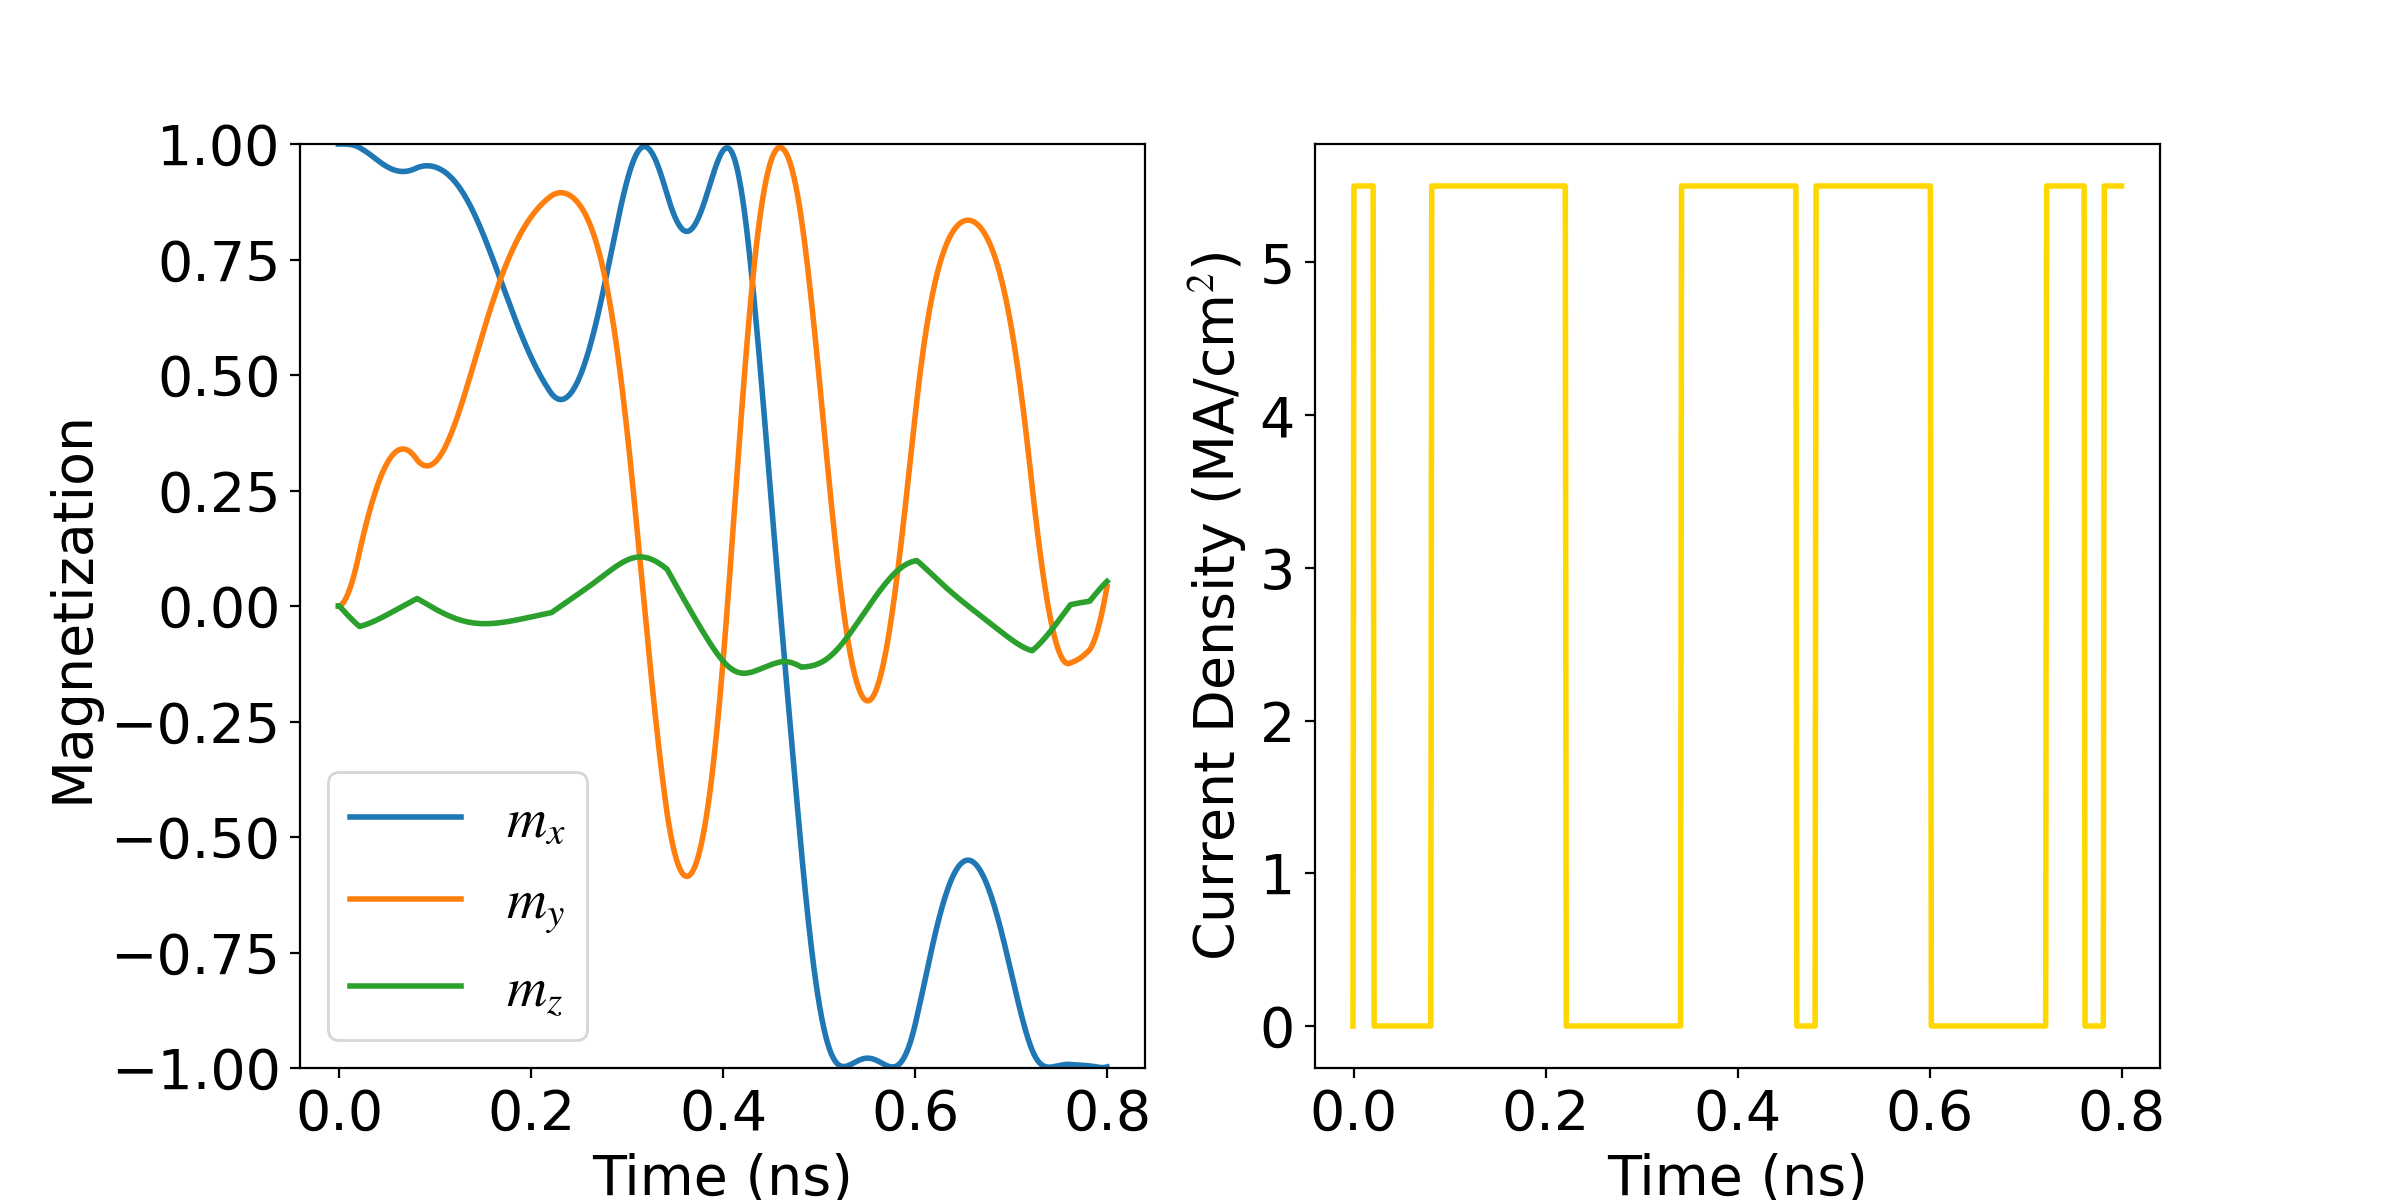 1.00
0.75
0.50
0.25
0.00
−0.25
−0.50
−0.75
−1.00
Magnetization
m_x
m_y
m_z
0.0 0.2 0.4 0.6 0.8
Time (ns)
5
4
3
2
1
0
Current Density (MA/cm²)
0.0 0.2 0.4 0.6 0.8
Time (ns)